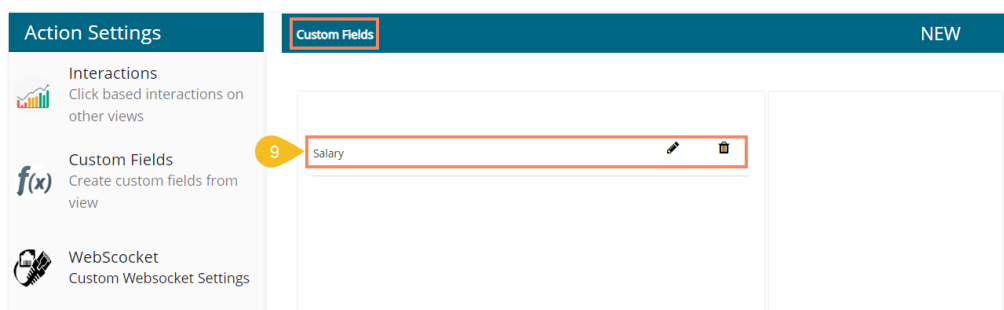 Action Settings
Interactions
Click based interactions on
other views
f(x)
Custom Fields
Create custom fields from
view
WebScocket
Custom Websocket Settings
Custom Fields
NEW
9
Salary